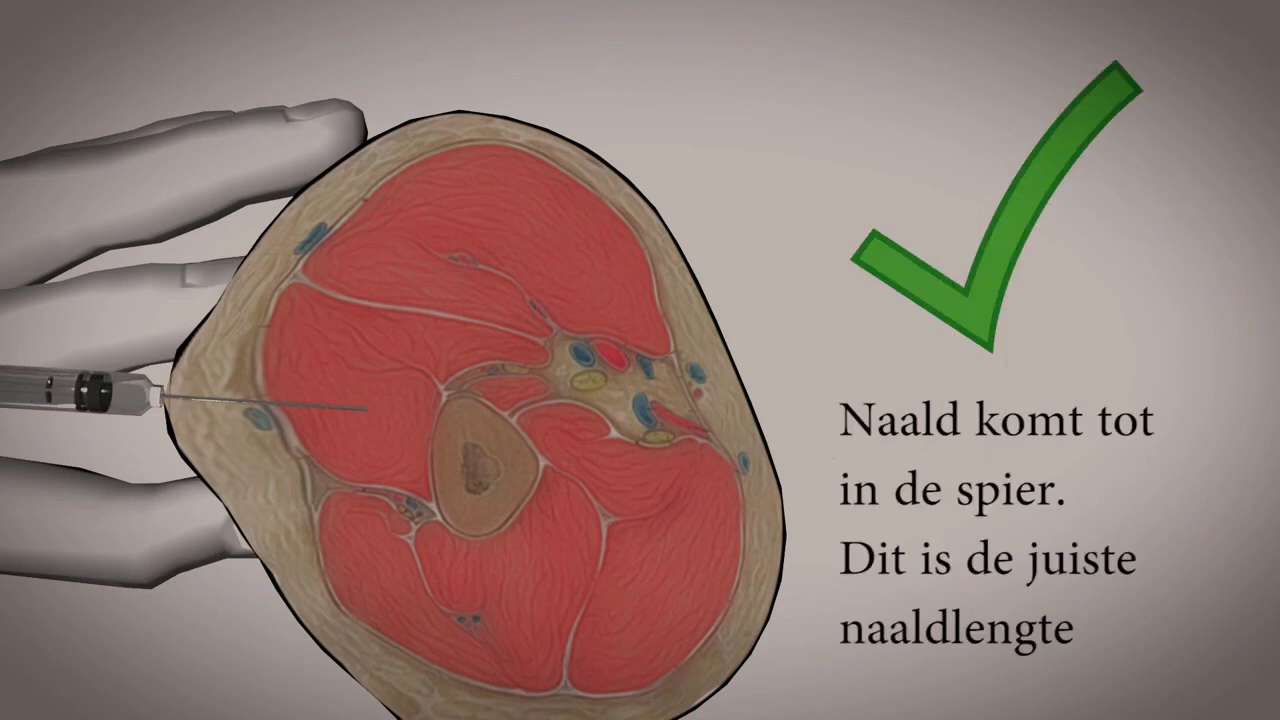 Naald komt tot
in de spier.
Dit is de juiste
naaldlengte